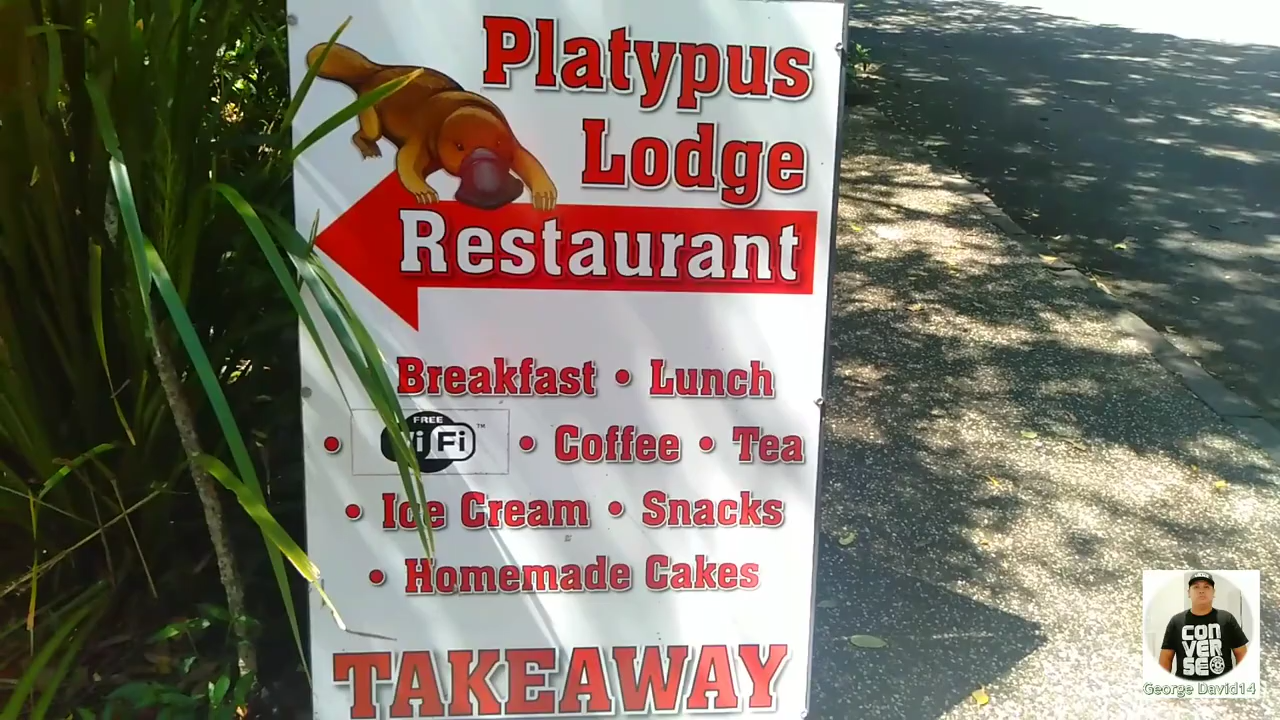 Platypus
Lodge
Restaurant
Breakfast • Lunch
• FREE WiFi™ • Coffee • Tea
• Ice Cream • Snacks
• Homemade Cakes
TAKEAWAY
CON
VER
SE
George David14